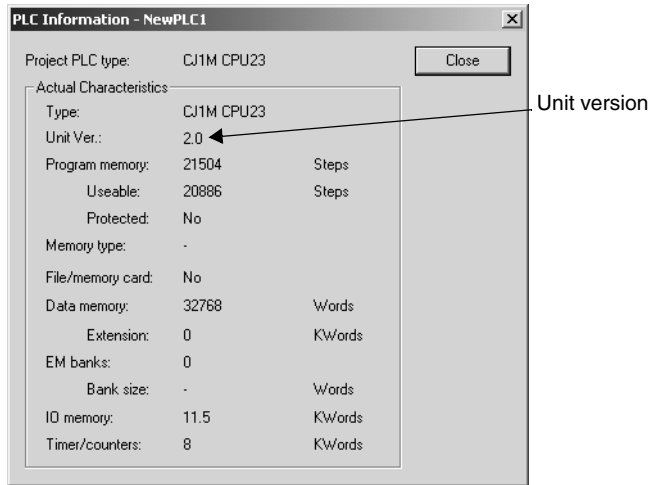 PLC Information - NewPLC1
Project PLC type: CJ1M CPU23 Close
Actual Characteristics
Type: CJ1M CPU23
Unit version
Unit Ver.: 2.0
Program memory: 21504 Steps
Useable: 20886 Steps
Protected: No
Memory type: -
File/memory card: No
Data memory: 32768 Words
Extension: 0 KWords
EM banks: 0
Bank size: - Words
IO memory: 11.5 KWords
Timer/counters: 8 KWords